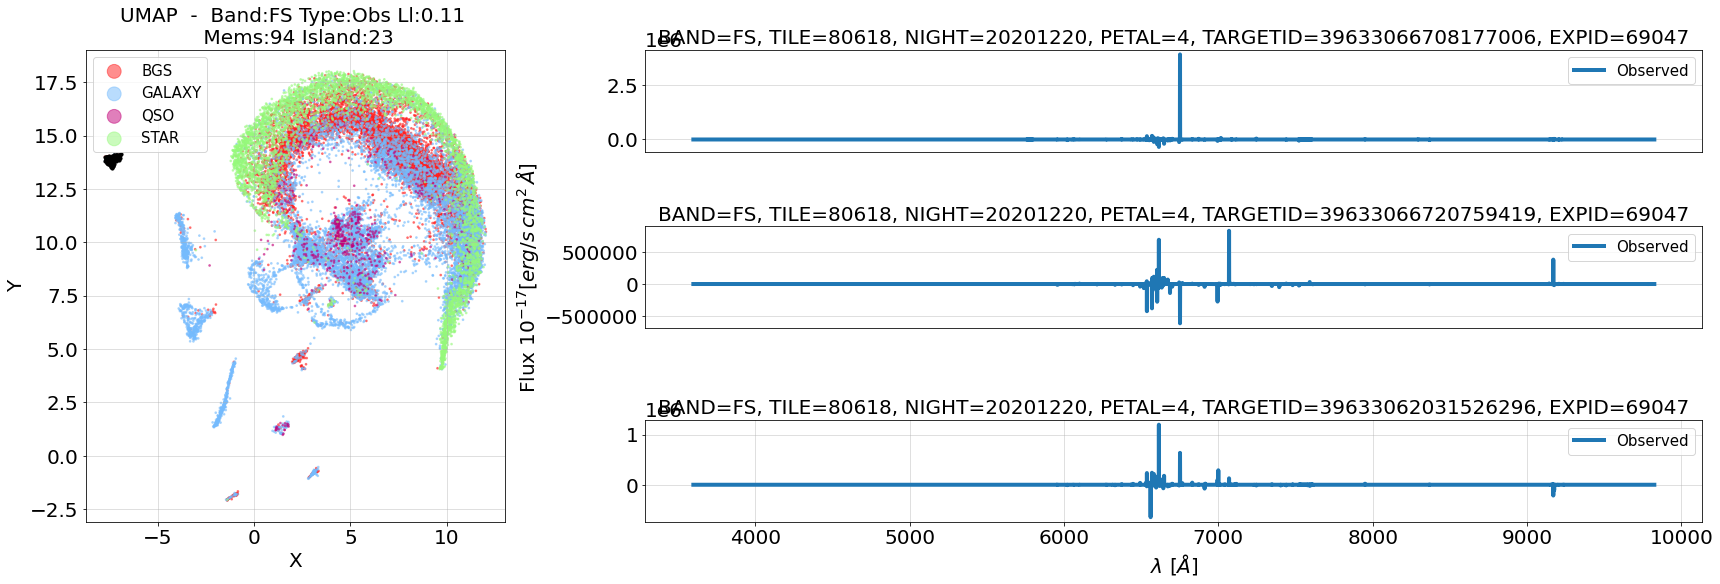 UMAP  -  Band:FS Type:Obs Ll:0.11
Mems:94 Island:23
BGS
GALAXY
QSO
STAR
17.5
15.0
12.5
10.0
7.5
5.0
2.5
0.0
−2.5
Y
−5
0
5
10
X
Flux 10^{-17}[erg/s cm^2 Å]
1e6
BAND=FS, TILE=80618, NIGHT=20201220, PETAL=4, TARGETID=39633066708177006, EXPID=69047
Observed
2.5
0.0
BAND=FS, TILE=80618, NIGHT=20201220, PETAL=4, TARGETID=39633066720759419, EXPID=69047
Observed
500000
0
−500000
1e6
BAND=FS, TILE=80618, NIGHT=20201220, PETAL=4, TARGETID=39633062031526296, EXPID=69047
Observed
1
0
4000
5000
6000
7000
8000
9000
10000
λ [Å]